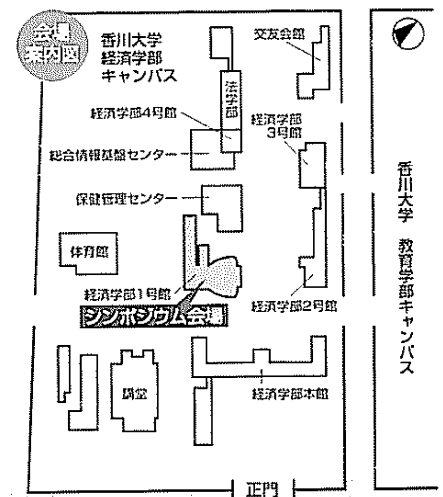 会場
案内図
香川大学
経済学部
キャンパス
交友会館
法学部
経済学部4号館
経済学部
3号館
総合情報基盤センター
保健管理センター
体育館
経済学部1号館
シンポジウム会場
経済学部2号館
講堂
経済学部本館
正門
香川大学 教育学部キャンパス